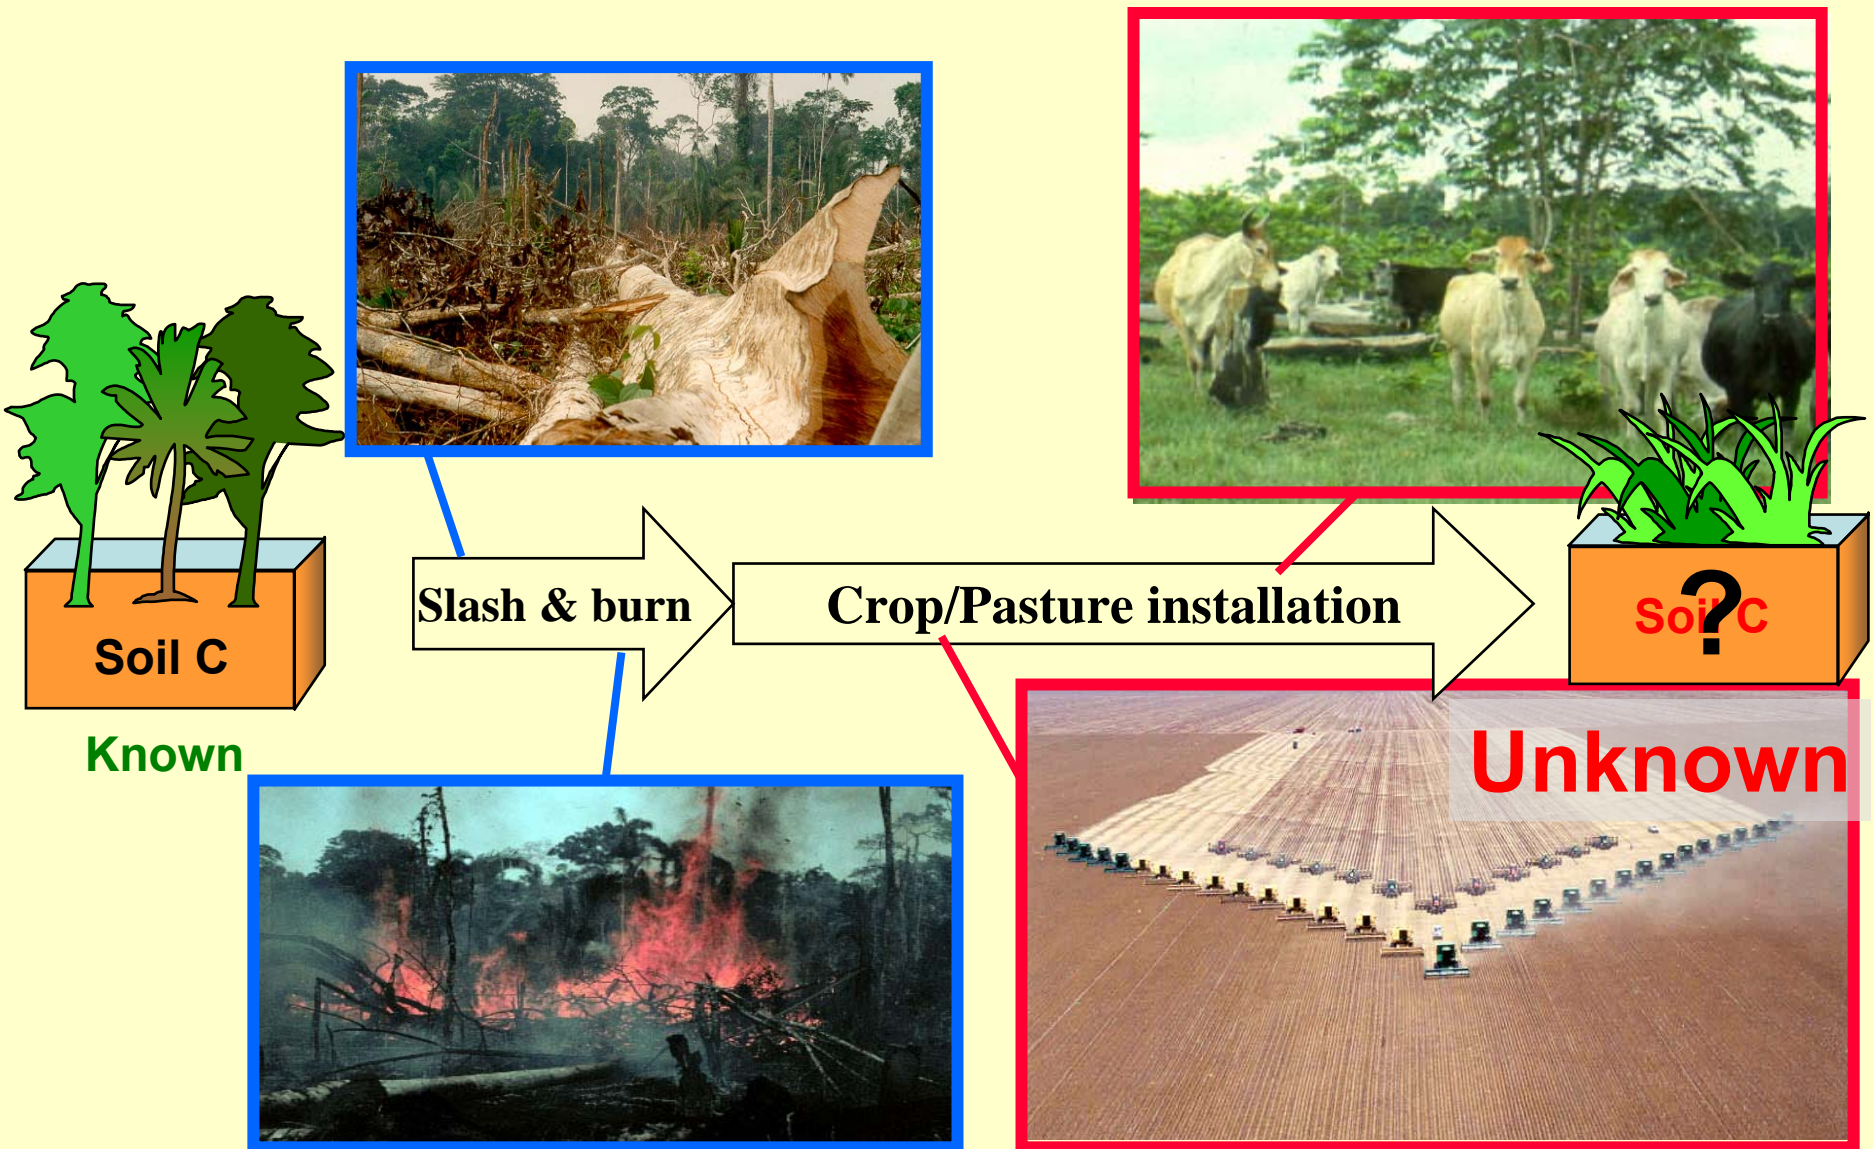 Slash & burn
Crop/Pasture installation
Soil C
?
Soil C
Known
Unknown